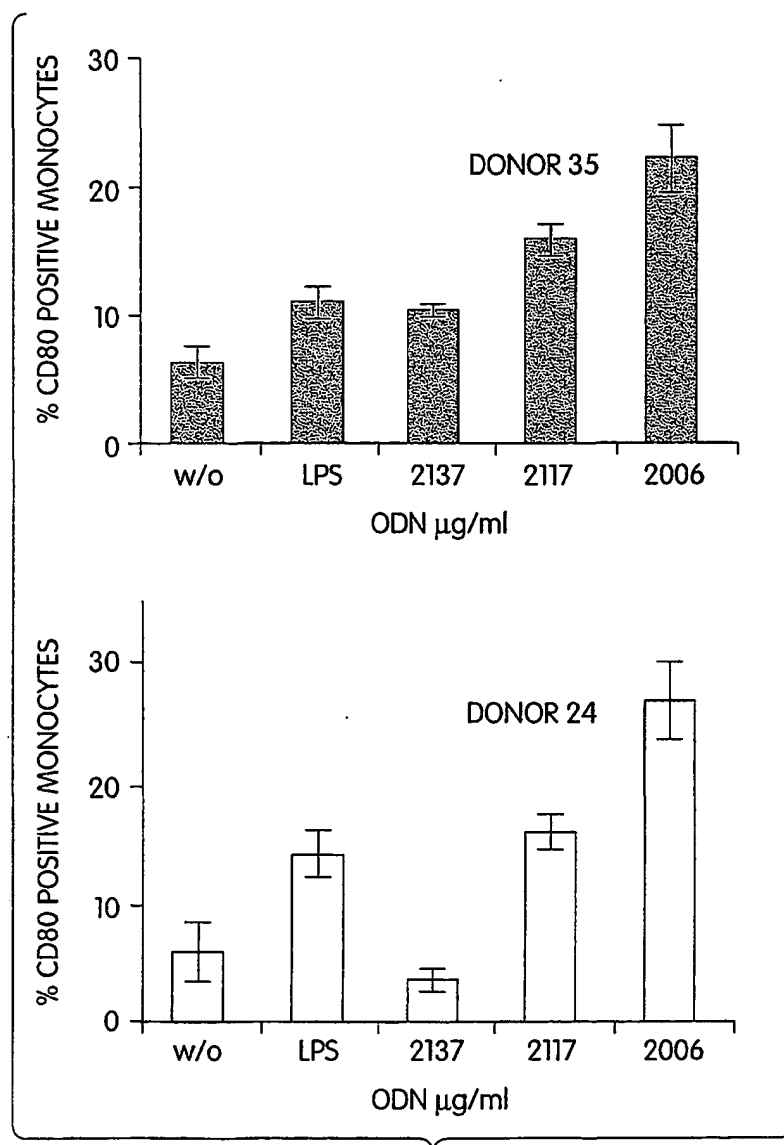 % CD80 POSITIVE MONOCYTES
30
20
10
0
DONOR 35
w/o LPS 2137 2117 2006
ODN μg/ml
% CD80 POSITIVE MONOCYTES
30
20
10
0
DONOR 24
w/o LPS 2137 2117 2006
ODN μg/ml